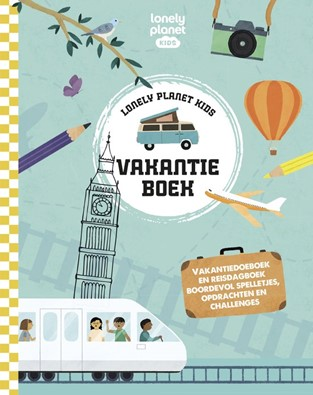 lonely planet
KIDS
LONELY PLANET KIDS
VAKANTIE
BOEK
VAKANTIEDOEBOEK
EN REISDAGBOEK
BOORDEVOL SPELLETJES,
OPDRACHTEN EN
CHALLENGES